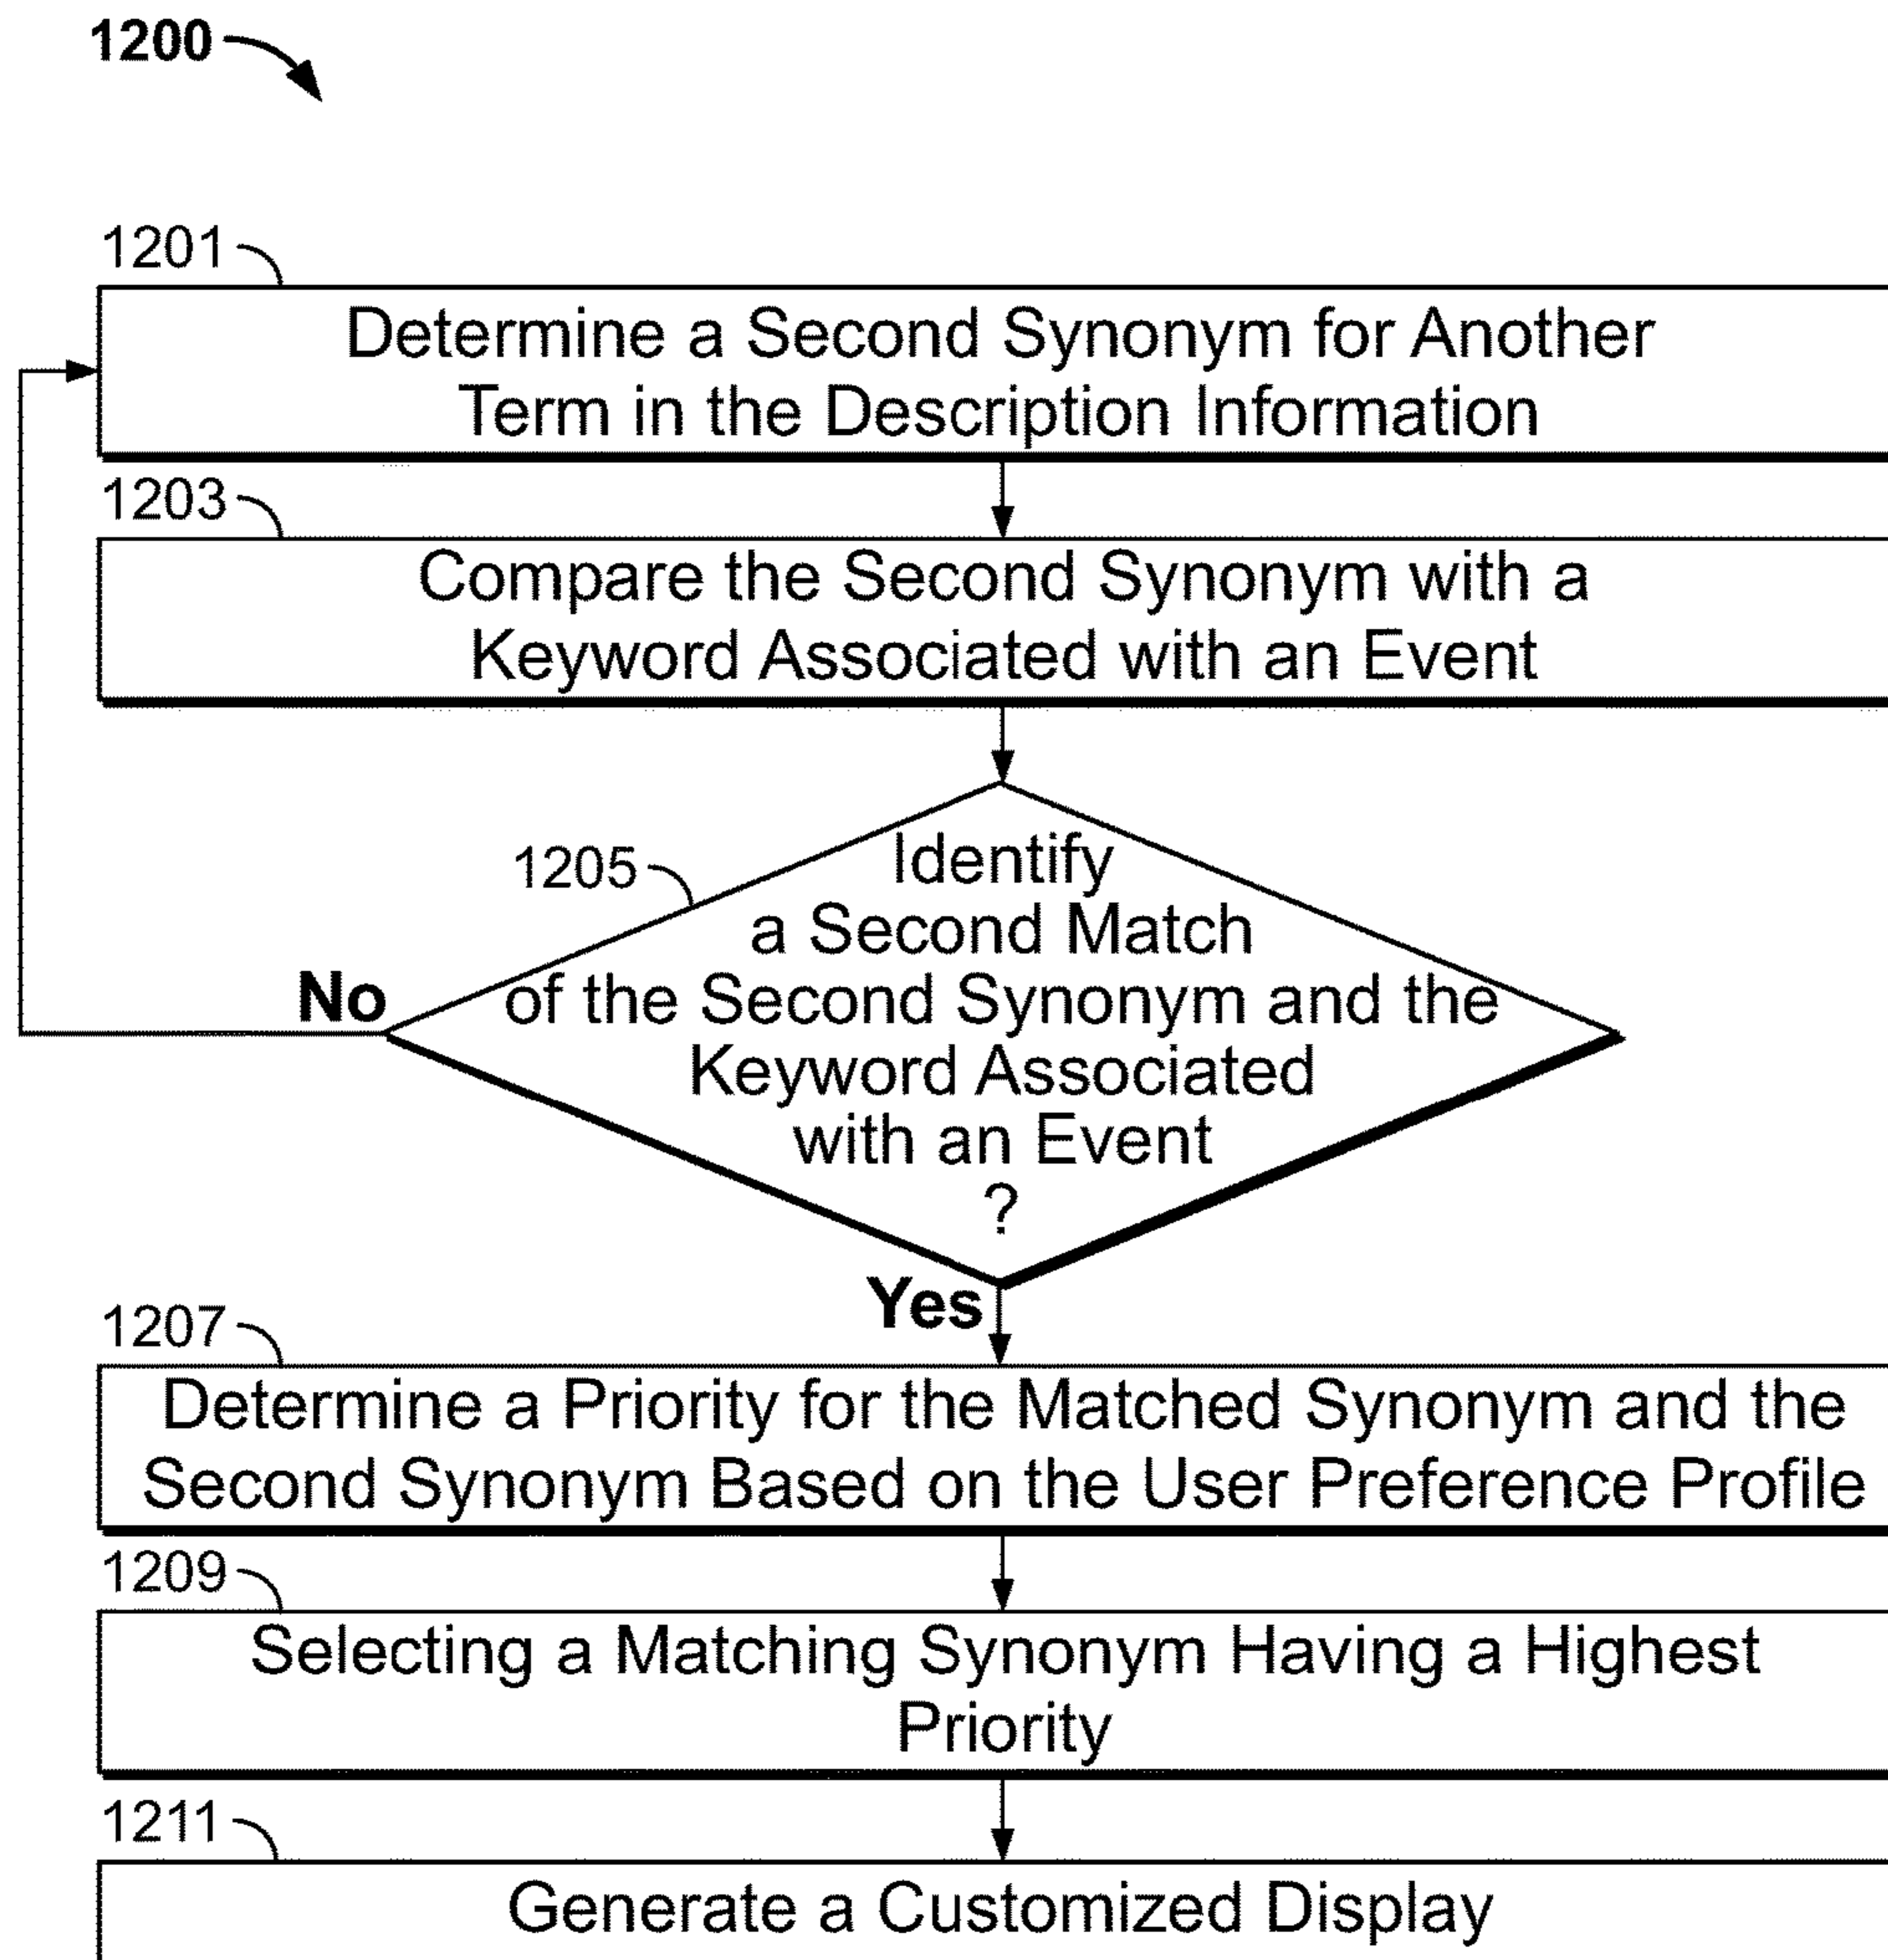 1200
1201
Determine a Second Synonym for Another
Term in the Description Information
1203
Compare the Second Synonym with a
Keyword Associated with an Event
1205
Identify
a Second Match
of the Second Synonym and the
Keyword Associated
with an Event
?
No
Yes
1207
Determine a Priority for the Matched Synonym and the
Second Synonym Based on the User Preference Profile
1209
Selecting a Matching Synonym Having a Highest
Priority
1211
Generate a Customized Display